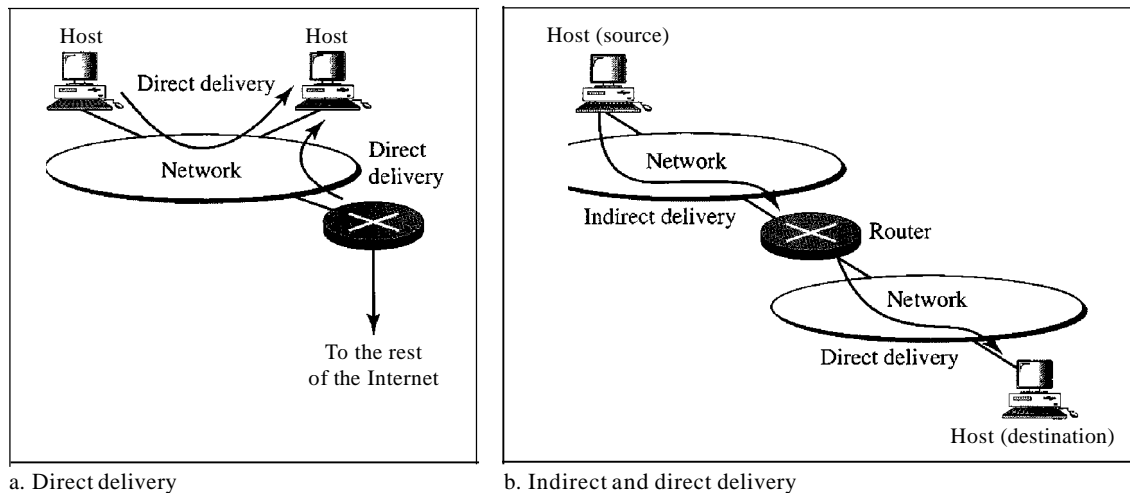 Host
Host
Direct delivery
Network
Direct
delivery
To the rest
of the Internet
a. Direct delivery
Host (source)
Network
Indirect delivery
Router
Network
Direct delivery
Host (destination)
b. Indirect and direct delivery